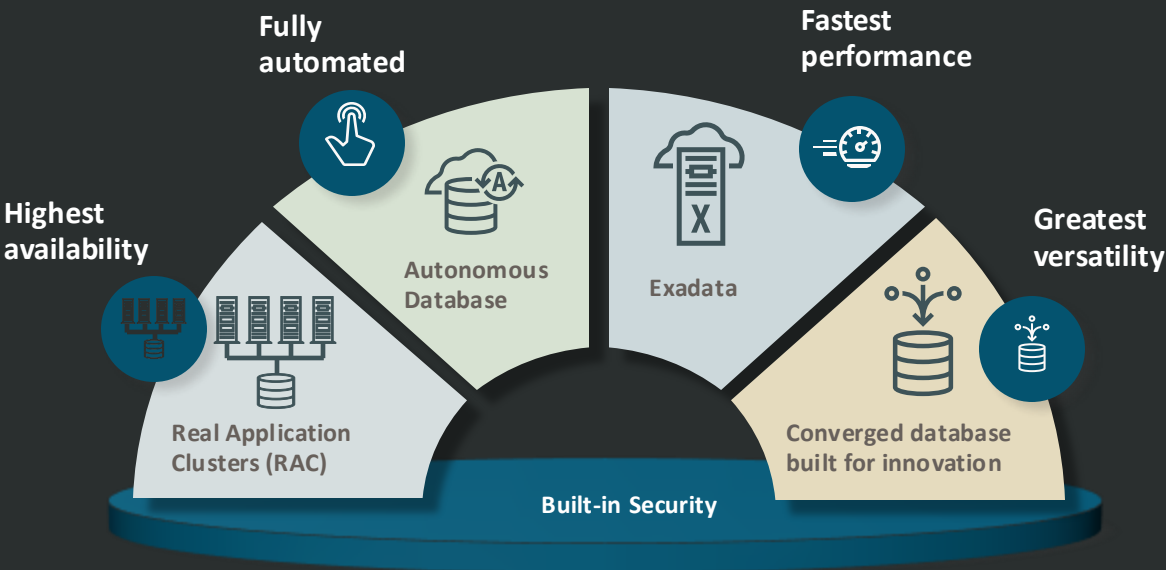 Fully
automated
Fastest
performance
Highest
availability
Greatest
versatility
A
Autonomous
Database
X
Exadata
Real Application
Clusters (RAC)
Converged database
built for innovation
Built-in Security